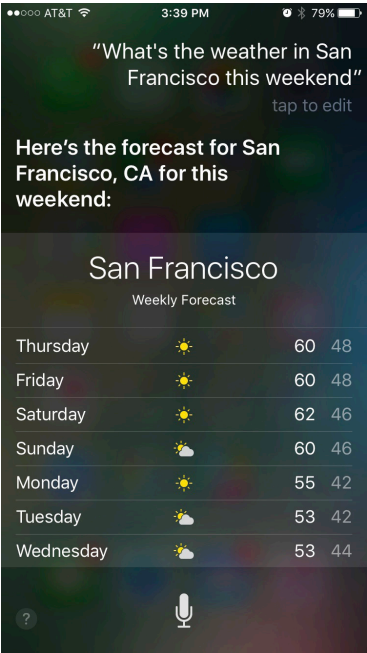 AT&T 3:39 PM 79%
“What's the weather in San
Francisco this weekend”
tap to edit
Here's the forecast for San
Francisco, CA for this
weekend:
San Francisco
Weekly Forecast
Thursday 60 48
Friday 60 48
Saturday 62 46
Sunday 60 46
Monday 55 42
Tuesday 53 42
Wednesday 53 44
?